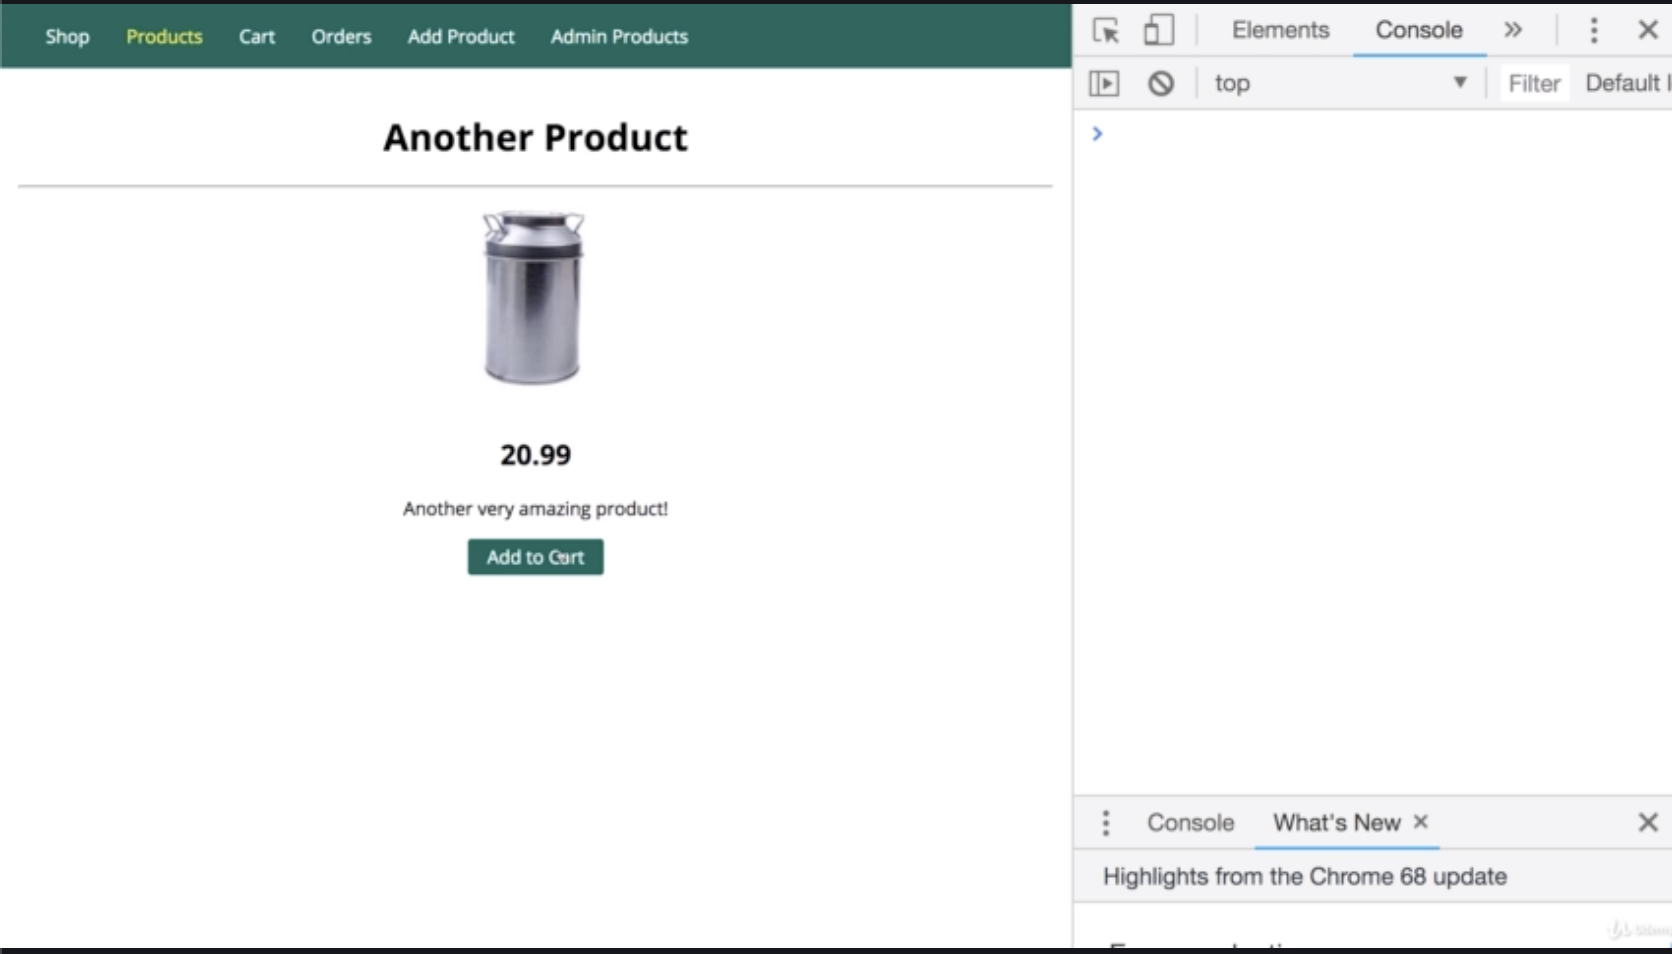 Shop Products Cart Orders Add Product Admin Products
Another Product
20.99
Another very amazing product!
Add to Cart
Elements Console
top Filter Default
Console What's New
Highlights from the Chrome 68 update